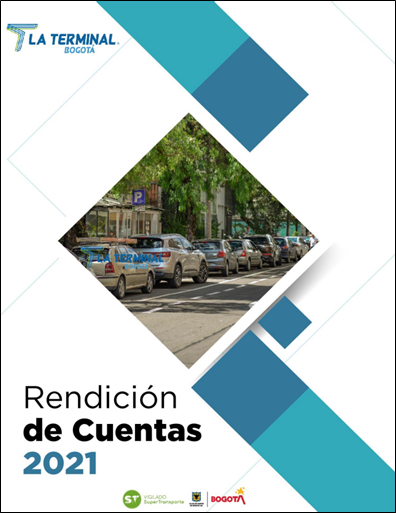 LA TERMINAL
BOGOTÁ
P
LA TERMINAL
Rendición
de Cuentas
2021
ST
VIGILADO
SuperTransporte
BOGOTÁ